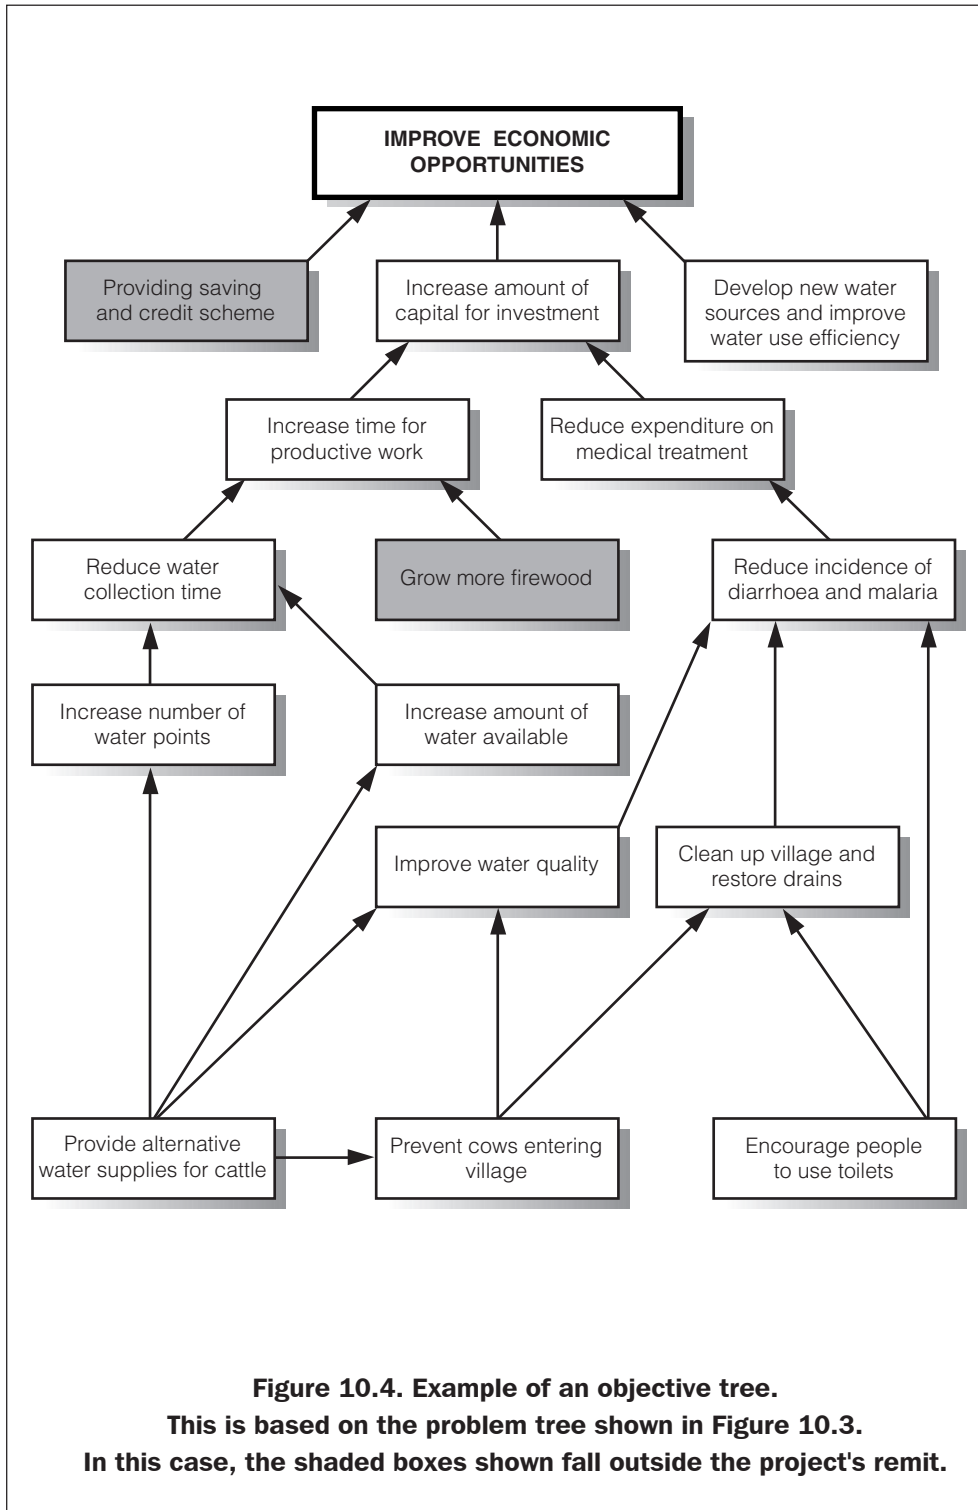 IMPROVE ECONOMIC
OPPORTUNITIES
Providing saving
and credit scheme
Increase amount of
capital for investment
Develop new water
sources and improve
water use efficiency
Increase time for
productive work
Reduce expenditure on
medical treatment
Reduce water
collection time
Grow more firewood
Reduce incidence of
diarrhoea and malaria
Increase number of
water points
Increase amount of
water available
Improve water quality
Clean up village and
restore drains
Provide alternative
water supplies for cattle
Prevent cows entering
village
Encourage people
to use toilets
Figure 10.4. Example of an objective tree.
This is based on the problem tree shown in Figure 10.3.
In this case, the shaded boxes shown fall outside the project's remit.